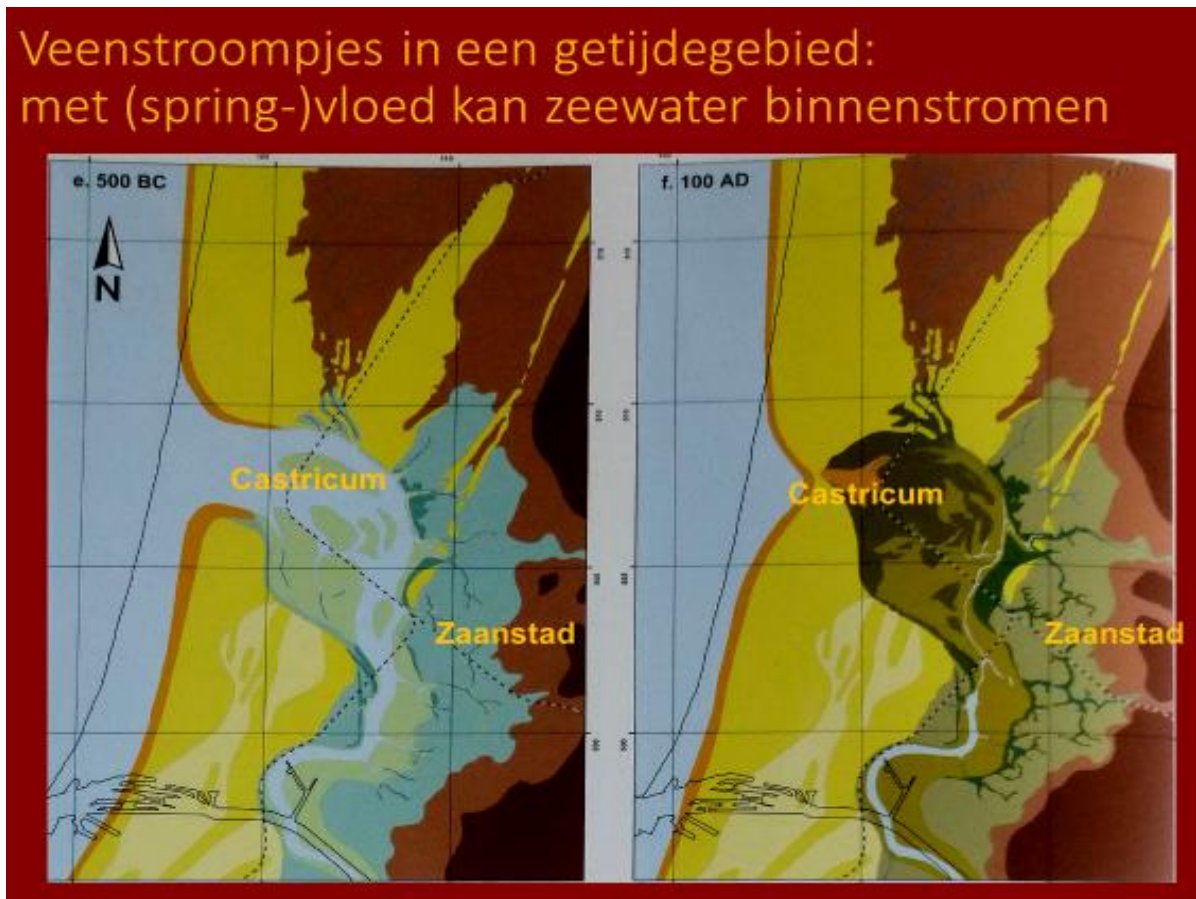 Veenstroompjes in een getijdegebied:
met (spring-)vloed kan zeewater binnenstromen
e. 500 BC
N
Castricum
Zaanstad
f. 100 AD
Castricum
Zaanstad